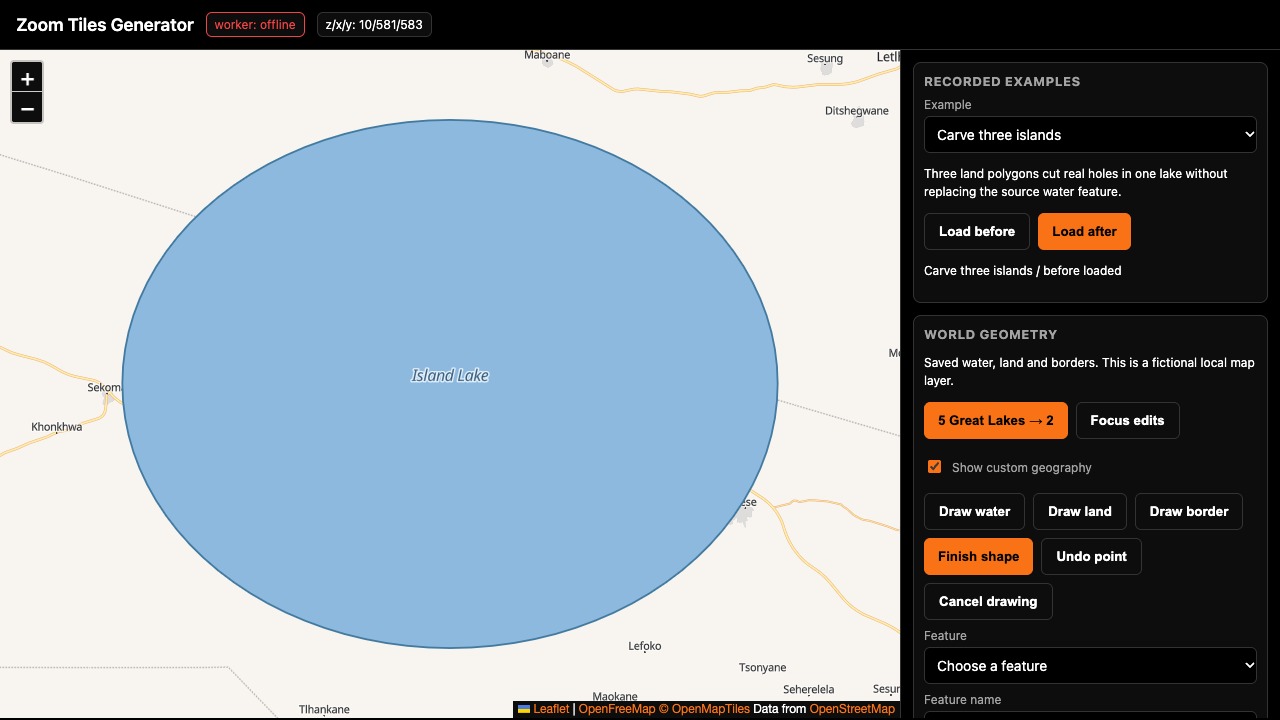 Zoom Tiles Generator
worker: offline
z/x/y: 10/581/583
+
−
Maboane
Sesung
Ditshegwane
Island Lake
Khonkhwa
Lefoko
Tsonyane
Seherelela
Maokane
Tlhankane
Leaflet | OpenFreeMap © OpenMapTiles Data from OpenStreetMap
RECORDED EXAMPLES
Example
Carve three islands
Three land polygons cut real holes in one lake without
replacing the source water feature.
Load before
Load after
Carve three islands / before loaded
WORLD GEOMETRY
Saved water, land and borders. This is a fictional local map
layer.
5 Great Lakes → 2
Focus edits
Show custom geography
Draw water
Draw land
Draw border
Finish shape
Undo point
Cancel drawing
Feature
Choose a feature
Feature name